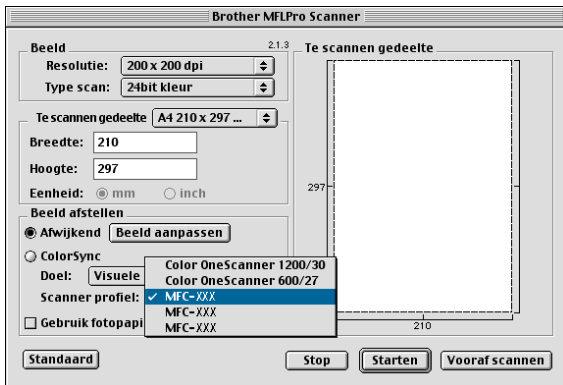 Brother MFLPro Scanner
Beeld
2.1.3
Resolutie: 200 x 200 dpi
Type scan: 24bit kleur
Te scannen gedeelte A4 210 x 297 ...
Breedte: 210
Hoogte: 297
Eenheid: mm inch
Beeld afstellen
Afwijkend Beeld aanpassen
ColorSync
Doel: Visuele
Scanner profiel:
Color OneScanner 1200/30
Color OneScanner 600/27
✓ MFC-XXX
MFC-XXX
MFC-XXX
Gebruik fotopapi
Te scannen gedeelte
297
210
Standaard Stop Starten Vooraf scannen